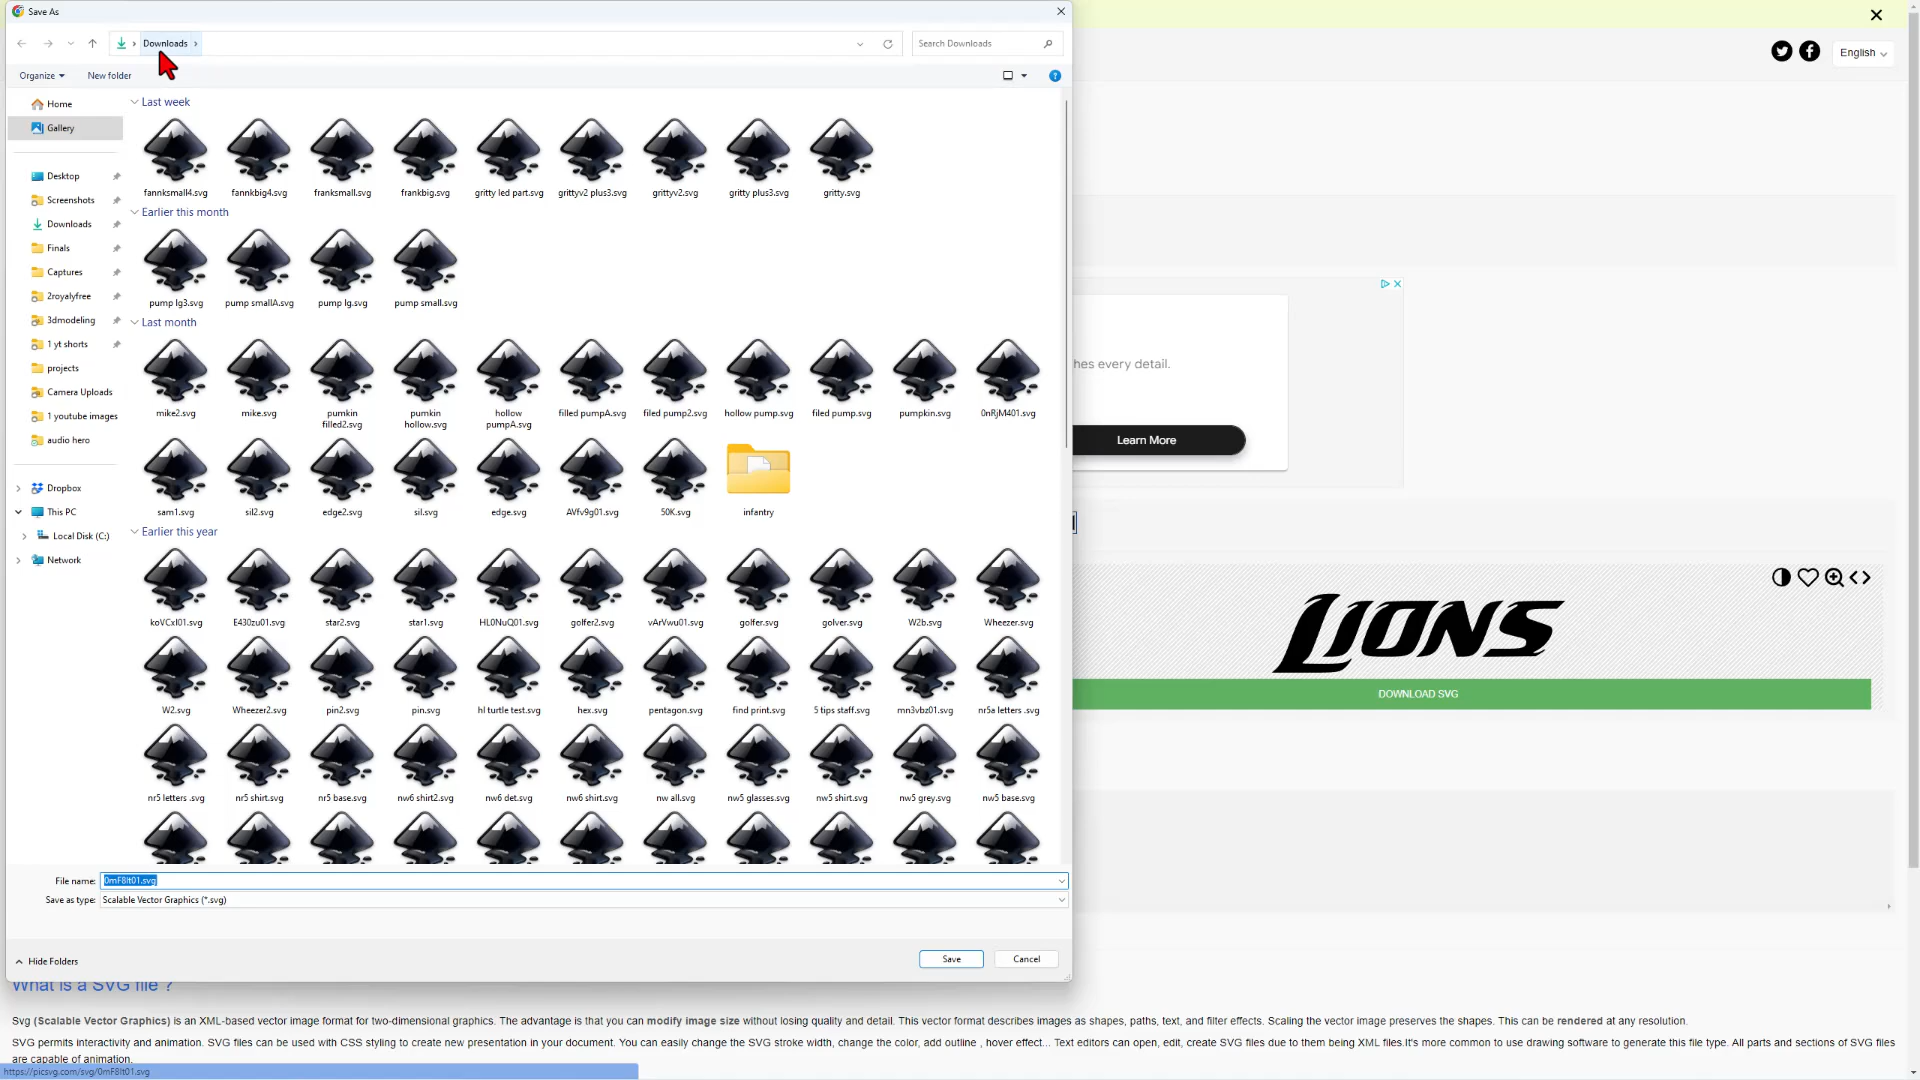 Save As
English
Downloads
Search Downloads
Organize
New folder
Home
Gallery
Desktop
Screenshots
Downloads
Finals
Captures
2royalyfree
3dmodeling
1 yt shorts
projects
Camera Uploads
1 youtube images
audio hero
Dropbox
This PC
Local Disk (C:)
Network
Last week
fannksmall4.svg fannkbig4.svg franksmall.svg frankbig.svg gritty led part.svg grittyv2 plus3.svg grittyv2.svg gritty plus3.svg gritty.svg
Earlier this month
pump lg3.svg pump smallA.svg pump lg.svg pump small.svg
Last month
mike2.svg mike.svg pumkin filled2.svg pumkin hollow.svg hollow pumpA.svg filled pumpA.svg filed pump2.svg hollow pump.svg filed pump.svg pumpkin.svg 0nRjM401.svg
sam1.svg sil2.svg edge2.svg sil.svg edge.svg AVfv9g01.svg 50K.svg infantry
Earlier this year
koVCxI01.svg E430zu01.svg star2.svg star1.svg HL0NuQ01.svg golfer2.svg vArVwu01.svg golfer.svg golver.svg W2b.svg Wheezer.svg
W2.svg Wheezer2.svg pin2.svg pin.svg hl turtle test.svg hex.svg pentagon.svg find print.svg 5 tips staff.svg mn3vbz01.svg nr5a letters .svg
nr5 letters .svg nr5 shirt.svg nr5 base.svg nw6 shirt2.svg nw6 det.svg nw6 shirt.svg nw all.svg nw5 glasses.svg nw5 shirt.svg nw5 grey.svg nw5 base.svg
File name: 0mF8lt01.svg
Save as type: Scalable Vector Graphics (*.svg)
Hide Folders
Save
Cancel
hes every detail.
Learn More
LIONS
DOWNLOAD SVG
What is a SVG file ?
Svg (Scalable Vector Graphics) is an XML-based vector image format for two-dimensional graphics. The advantage is that you can modify image size without losing quality and detail. This vector format describes images as shapes, paths, text, and filter effects. Scaling the vector image preserves the shapes. This can be rendered at any resolution.
SVG permits interactivity and animation. SVG files can be used with CSS styling to create new presentation in your document. You can easily change the SVG stroke width, change the color, add outline , hover effect... Text editors can open, edit, create SVG files due to them being XML files.It's more common to use drawing software to generate this file type. All parts and sections of SVG files
are capable of animation.
https://picsvg.com/svg/0mF8lt01.svg